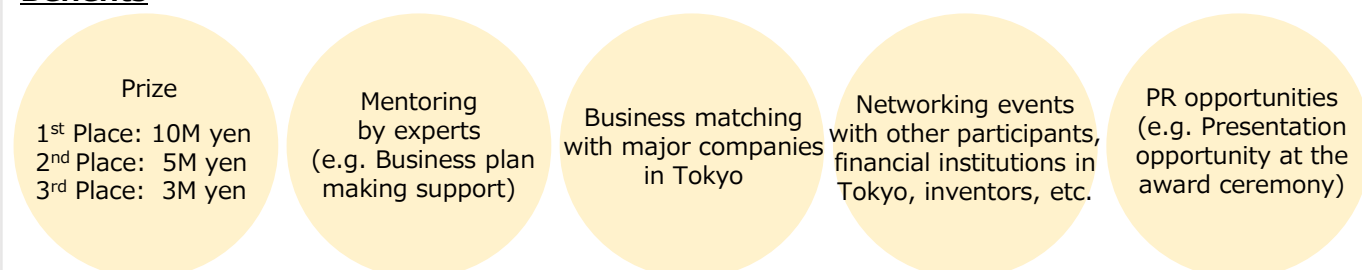 Benefits
Prize
1st Place: 10M yen
2nd Place: 5M yen
3rd Place: 3M yen
Mentoring
by experts
(e.g. Business plan
making support)
Business matching
with major companies
in Tokyo
Networking events
with other participants,
financial institutions in
Tokyo, inventors, etc.
PR opportunities
(e.g. Presentation
opportunity at the
award ceremony)